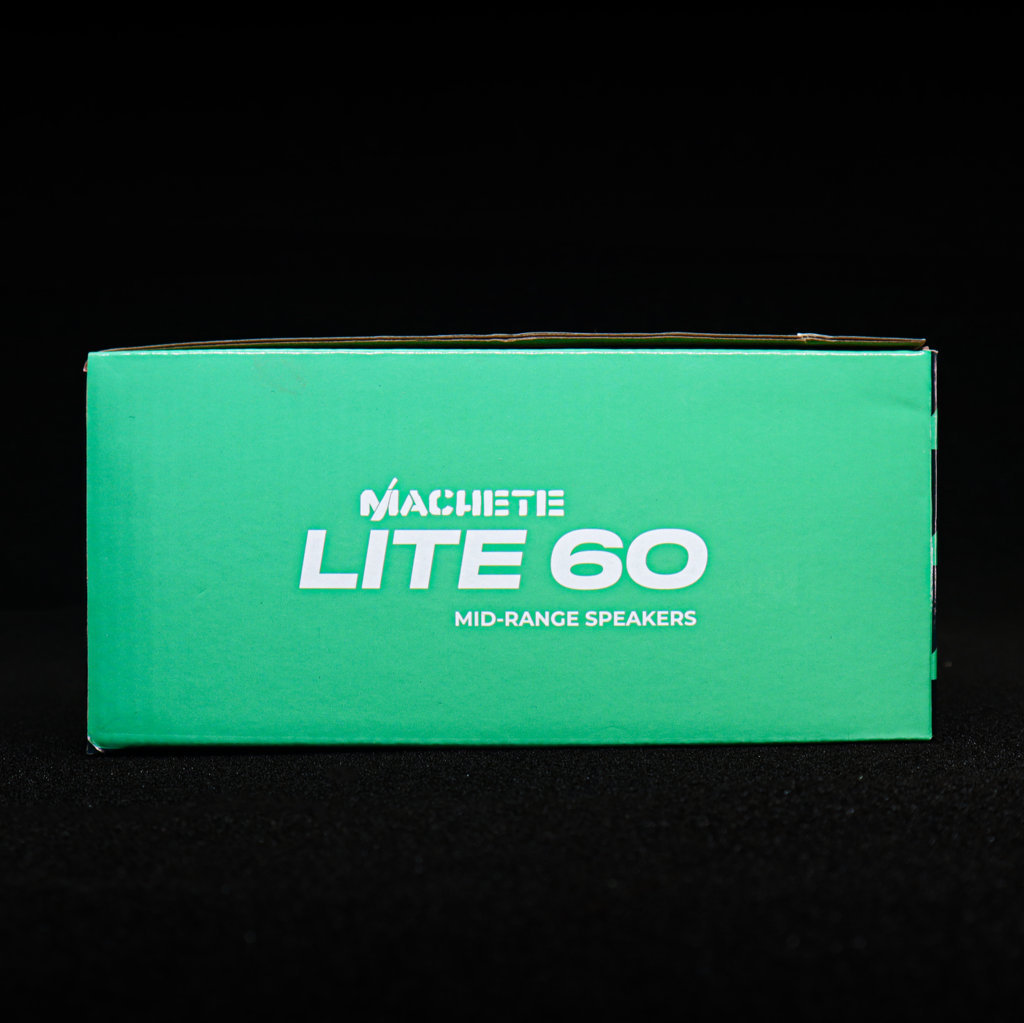 MACHETE
LITE 60
MID-RANGE SPEAKERS